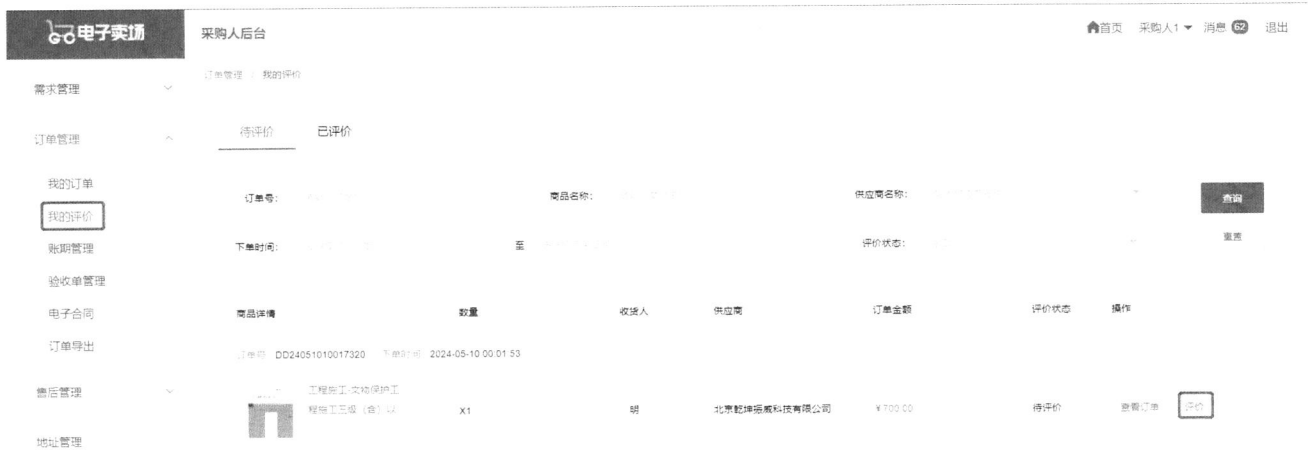 电子卖场
采购人后台
首页 采购人1 消息 62 退出
订单管理 | 我的评价
需求管理
订单管理
我的订单
我的评价
账期管理
验收单管理
电子合同
订单导出
售后管理
地址管理
待评价 已评价
订单号: 商品名称: 供应商名称: 查询
下单时间: 至 评价状态: 重置
商品详情 数量 收货人 供应商 订单金额 评价状态 操作
订单号 DD24051010017320 下单时间 2024-05-10 00:01:53
工程施工-文物保护工
程施工三级(含)以 X1 明 北京乾坤振威科技有限公司 ¥700.00 待评价 查看订单 评价